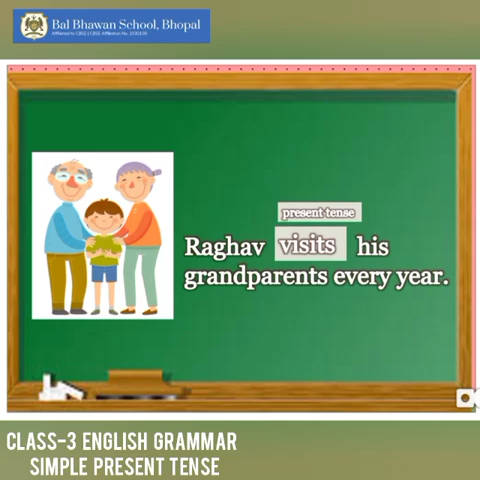 Bal Bhawan School, Bhopal
present tense
Raghav visits his
grandparents every year.
CLASS-3 ENGLISH GRAMMAR
SIMPLE PRESENT TENSE